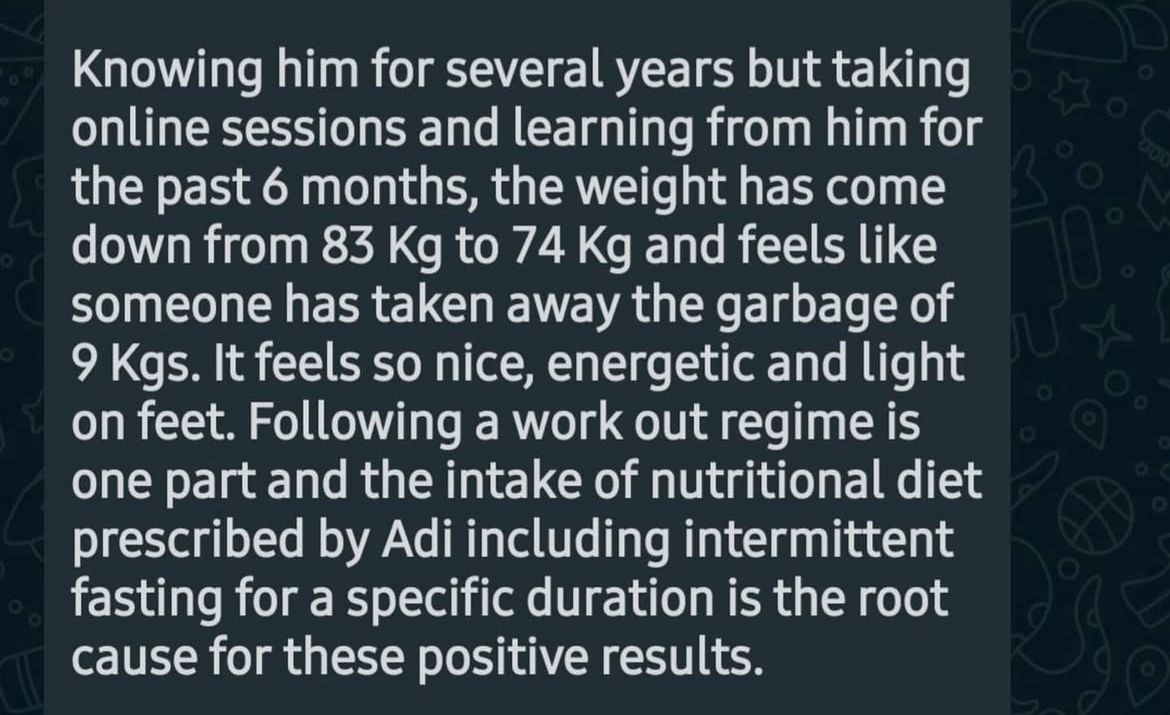 Knowing him for several years but taking
online sessions and learning from him for
the past 6 months, the weight has come
down from 83 Kg to 74 Kg and feels like
someone has taken away the garbage of
9 Kgs. It feels so nice, energetic and light
on feet. Following a work out regime is
one part and the intake of nutritional diet
prescribed by Adi including intermittent
fasting for a specific duration is the root
cause for these positive results.